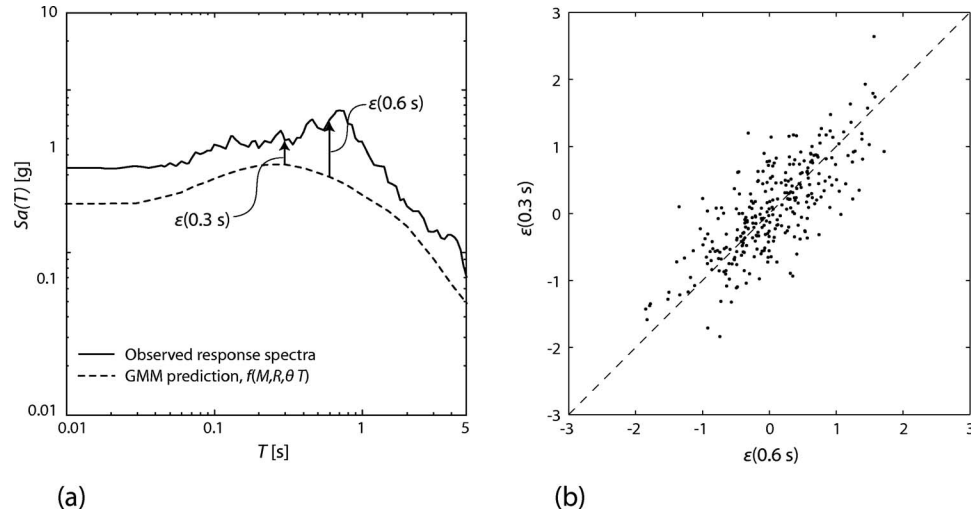 10
1
0.1
0.01
Sa(T) [g]
ε(0.6 s)
ε(0.3 s)
Observed response spectra
GMM prediction, f(M,R,θ T)
0.01 0.1 1 5
T [s]
(a)
3
2
1
0
-1
-2
-3
ε(0.3 s)
-3 -2 -1 0 1 2 3
ε(0.6 s)
(b)